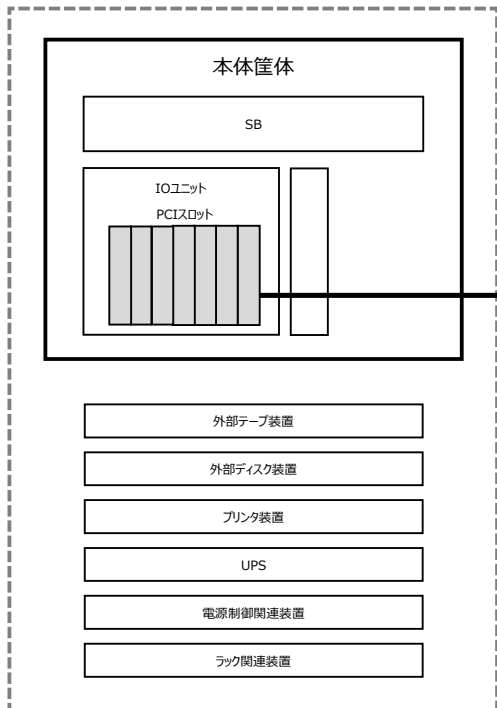 本体筐体
SB
IOユニット
PCIスロット
外部テープ装置
外部ディスク装置
プリンタ装置
UPS
電源制御関連装置
ラック関連装置